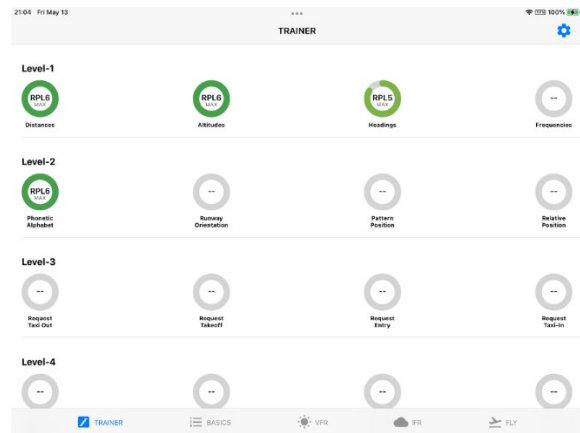 21:04 Fri May 13
100%
TRAINER
Level-1
RPL6
MAX
RPL6
MAX
RPL5
MAX
--
Distances
Altitudes
Headings
Frequencies
Level-2
RPL6
MAX
--
--
--
Phonetic
Alphabet
Runway
Orientation
Pattern
Position
Relative
Position
Level-3
--
--
--
--
Request
Taxi Out
Request
Takeoff
Request
Entry
Request
Taxi-In
Level-4
--
--
--
--
TRAINER
BASICS
VFR
IFR
FLY